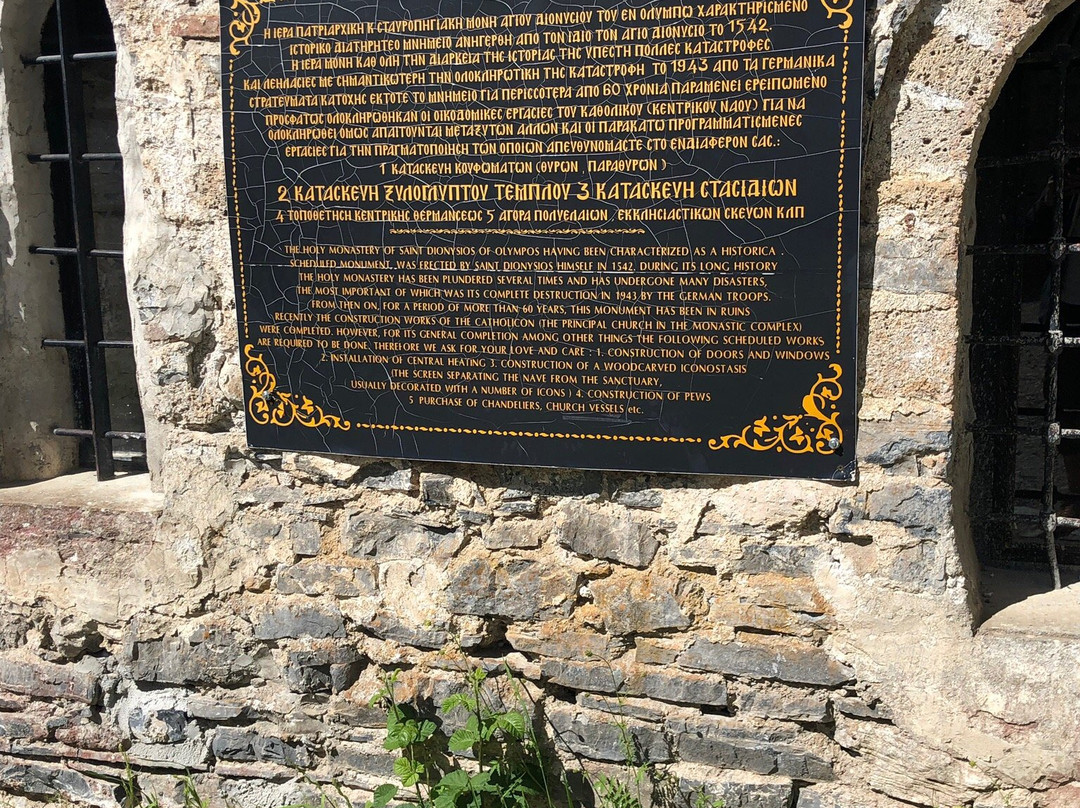 Η ΙΕΡΑ ΠΑΤΡΙΑΡΧΙΚΗ Κ ΣΤΑΥΡΟΠΗΓΙΑΚΗ ΜΟΝΗ ΑΓΙΟΥ ΔΙΟΝΥΣΙΟΥ ΤΟΥ ΕΝ ΟΛΥΜΠΩ ΧΑΡΑΚΤΗΡΙΣΜΕΝΟ
ΙΣΤΟΡΙΚΟ ΔΙΑΤΗΡΗΤΕΟ ΜΝΗΜΕΙΟ ΑΝΗΓΕΡΘΗ ΑΠΟ ΤΟΝ ΙΔΙΟ ΤΟΝ ΑΓΙΟ ΔΙΟΝΥΣΙΟ ΤΟ 1542.
Η ΙΕΡΑ ΜΟΝΗ ΚΑΘ ΟΛΗ ΤΗΝ ΔΙΑΡΚΕΙΑ ΤΗΣ ΙΣΤΟΡΙΑΣ ΤΗΣ ΥΠΕΣΤΗ ΠΟΛΛΕΣ ΚΑΤΑΣΤΡΟΦΕΣ
ΚΑΙ ΛΕΗΛΑΣΙΕΣ ΜΕ ΣΗΜΑΝΤΙΚΩΤΕΡΗ ΤΗΝ ΟΛΟΚΛΗΡΩΤΙΚΗ ΤΗΣ ΚΑΤΑΣΤΡΟΦΗ ΤΟ 1943 ΑΠΟ ΤΑ ΓΕΡΜΑΝΙΚΑ
ΣΤΡΑΤΕΥΜΑΤΑ ΚΑΤΟΧΗΣ ΕΚΤΟΤΕ ΤΟ ΜΝΗΜΕΙΟ ΓΙΑ ΠΕΡΙΣΣΟΤΕΡΑ ΑΠΟ 60 ΧΡΟΝΙΑ ΠΑΡΑΜΕΝΕΙ ΕΡΕΙΠΩΜΕΝΟ
ΠΡΟΣΦΑΤΩΣ ΟΛΟΚΛΗΡΩΘΗΚΑΝ ΟΙ ΟΙΚΟΔΟΜΙΚΕΣ ΕΡΓΑΣΙΕΣ ΤΟΥ ΚΑΘΟΛΙΚΟΥ (ΚΕΝΤΡΙΚΟΥ ΝΑΟΥ) ΓΙΑ ΝΑ
ΟΛΟΚΛΗΡΩΘΕΙ ΟΜΩΣ ΑΠΑΙΤΟΥΝΤΑΙ ΜΕΤΑΞΥ ΤΩΝ ΑΛΛΩΝ ΚΑΙ ΟΙ ΠΑΡΑΚΑΤΩ ΠΡΟΓΡΑΜΜΑΤΙΣΜΕΝΕΣ
ΕΡΓΑΣΙΕΣ ΓΙΑ ΤΗΝ ΠΡΑΓΜΑΤΟΠΟΙΗΣΗ ΤΩΝ ΟΠΟΙΩΝ ΑΠΕΥΘΥΝΟΜΑΣΤΕ ΣΤΟ ΕΝΔΙΑΦΕΡΟΝ ΣΑΣ.:
1 ΚΑΤΑΣΚΕΥΗ ΚΟΥΦΩΜΑΤΩΝ (ΘΥΡΩΝ , ΠΑΡΑΘΥΡΩΝ )
2 ΚΑΤΑΣΚΕΥΗ ΞΥΛΟΓΛΥΠΤΟΥ ΤΕΜΠΛΟΥ 3 ΚΑΤΑΣΚΕΥΗ ΣΤΑΣΙΔΙΩΝ
4 ΤΟΠΟΘΕΤΗΣΗ ΚΕΝΤΡΙΚΗΣ ΘΕΡΜΑΝΣΕΩΣ 5 ΑΓΟΡΑ ΠΟΛΥΕΛΑΙΩΝ , ΕΚΚΛΗΣΙΑΣΤΙΚΩΝ ΣΚΕΥΩΝ ΚΛΠ
THE HOLY MONASTERY OF SAINT DIONYSIOS OF OLYMPOS HAVING BEEN CHARACTERIZED AS A HISTORICA .
SCHEDULED MONUMENT, WAS ERECTED BY SAINT DIONYSIOS HIMSELF IN 1542. DURING ITS LONG HISTORY
THE HOLY MONASTERY HAS BEEN PLUNDERED SEVERAL TIMES AND HAS UNDERGONE MANY DISASTERS,
THE MOST IMPORTANT OF WHICH WAS ITS COMPLETE DESTRUCTION IN 1943 BY THE GERMAN TROOPS.
FROM THEN ON, FOR A PERIOD OF MORE THAN 60 YEARS, THIS MONUMENT HAS BEEN IN RUINS
RECENTLY THE CONSTRUCTION WORKS OF THE CATHOLICON (THE PRINCIPAL CHURCH IN THE MONASTIC COMPLEX)
WERE COMPLETED. HOWEVER, FOR ITS GENERAL COMPLETION AMONG OTHER THINGS THE FOLLOWING SCHEDULED WORKS
ARE REQUIRED TO BE DONE. THEREFORE WE ASK FOR YOUR LOVE AND CARE : 1. CONSTRUCTION OF DOORS AND WINDOWS
2. INSTALLATION OF CENTRAL HEATING 3. CONSTRUCTION OF A WOODCARVED ICONOSTASIS
(THE SCREEN SEPARATING THE NAVE FROM THE SANCTUARY,
USUALLY DECORATED WITH A NUMBER OF ICONS ) 4. CONSTRUCTION OF PEWS
5 PURCHASE OF CHANDELIERS, CHURCH VESSELS etc.